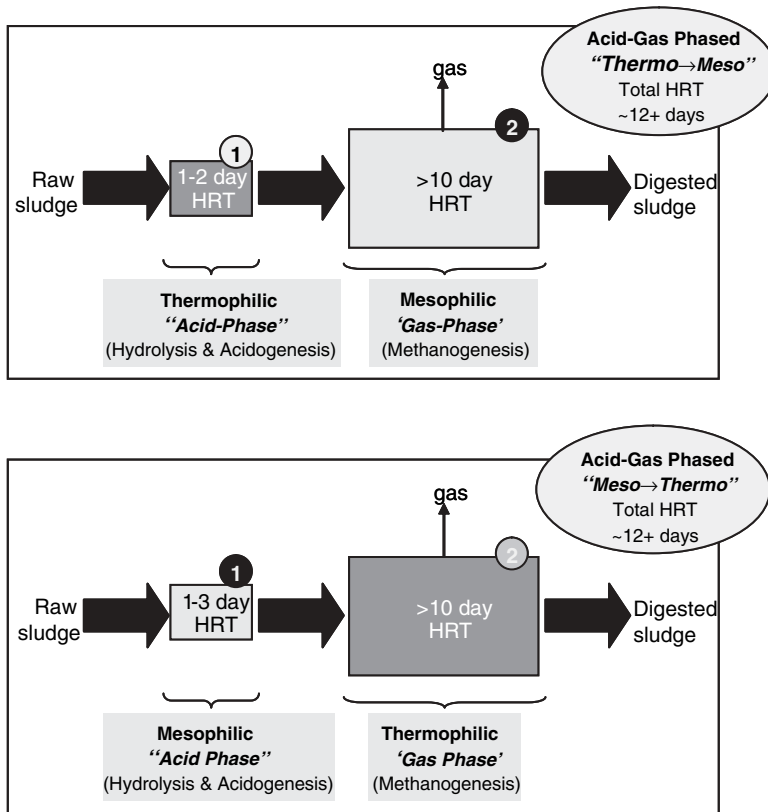 Acid-Gas Phased
“Thermo→Meso”
Total HRT
~12+ days
gas
1
2
Raw
sludge
1-2 day
HRT
>10 day
HRT
Digested
sludge
Thermophilic
“Acid-Phase”
(Hydrolysis & Acidogenesis)
Mesophilic
‘Gas-Phase’
(Methanogenesis)
Acid-Gas Phased
“Meso→Thermo”
Total HRT
~12+ days
gas
1
2
Raw
sludge
1-3 day
HRT
>10 day
HRT
Digested
sludge
Mesophilic
“Acid Phase”
(Hydrolysis & Acidogenesis)
Thermophilic
‘Gas Phase’
(Methanogenesis)